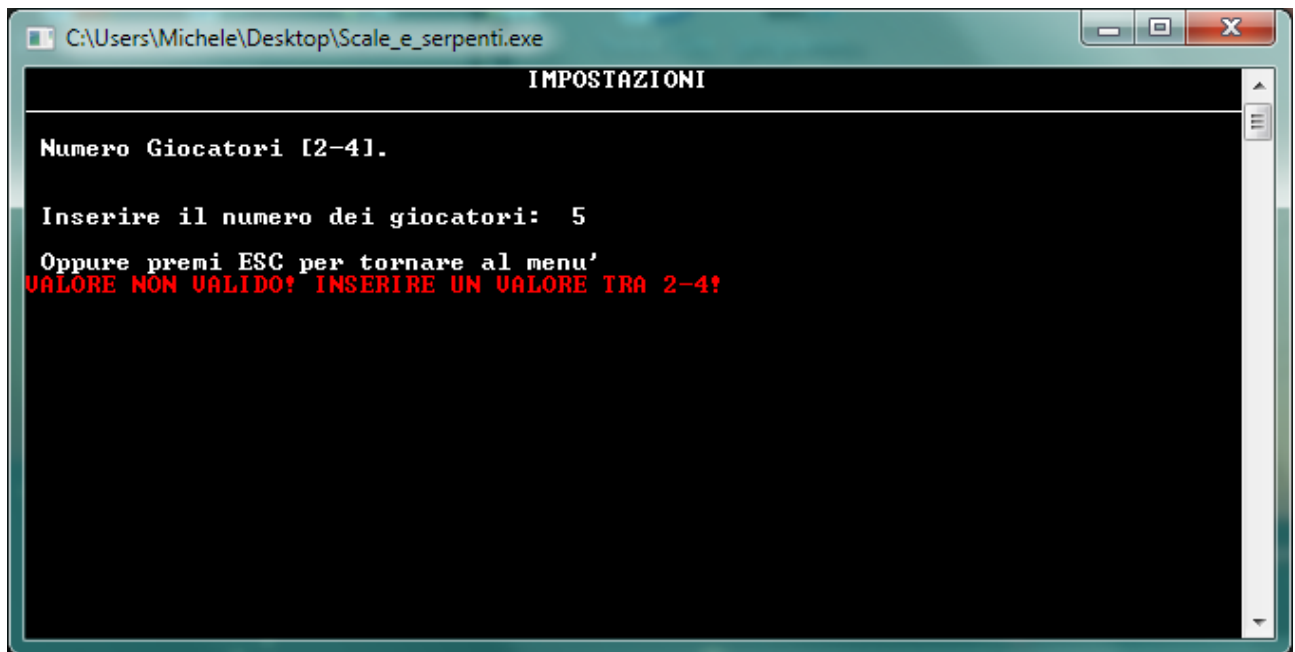 C:\Users\Michele\Desktop\Scale_e_serpenti.exe
IMPOSTAZIONI
Numero Giocatori [2-4].
Inserire il numero dei giocatori: 5
Oppure premi ESC per tornare al menu'
VALORE NON VALIDO! INSERIRE UN VALORE TRA 2-4!